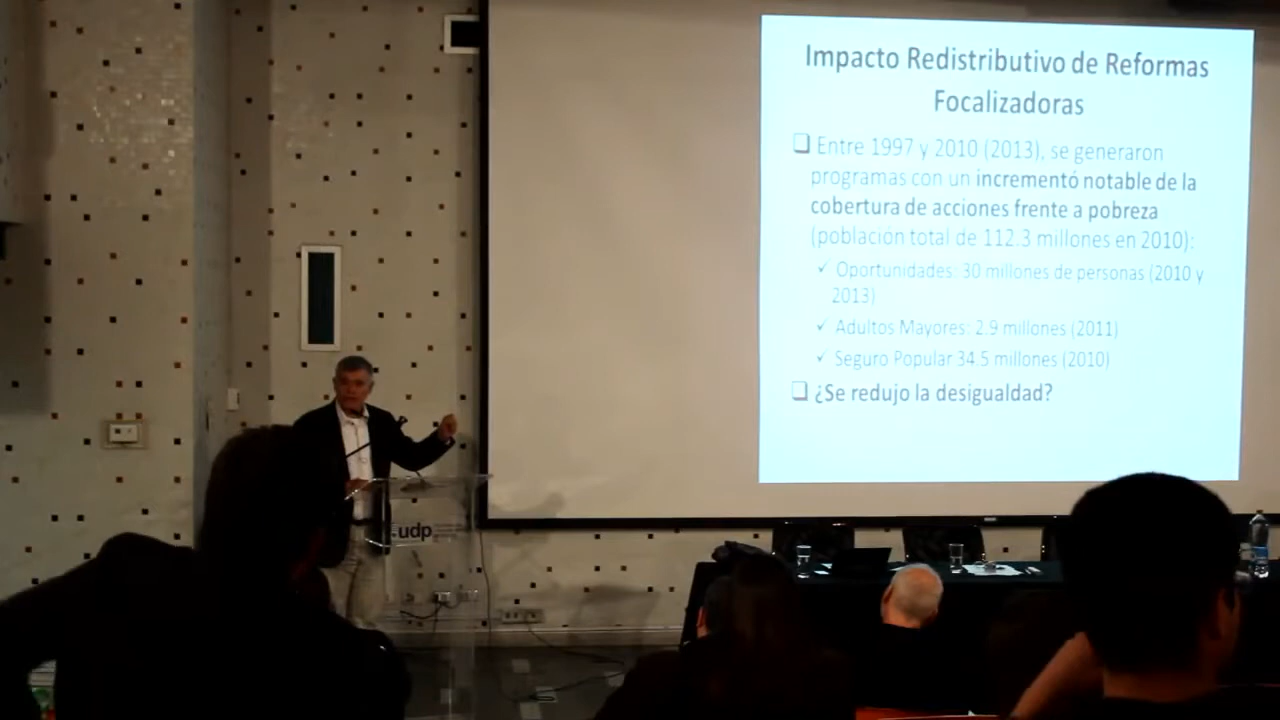 Impacto Redistributivo de Reformas
Focalizadoras
❑ Entre 1997 y 2010 (2013), se generaron
programas con un incrementó notable de la
cobertura de acciones frente a pobreza
(población total de 112.3 millones en 2010):
✓ Oportunidades: 30 millones de personas (2010 y
2013)
✓ Adultos Mayores: 2.9 millones (2011)
✓ Seguro Popular 34.5 millones (2010)
❑ ¿Se redujo la desigualdad?
udp